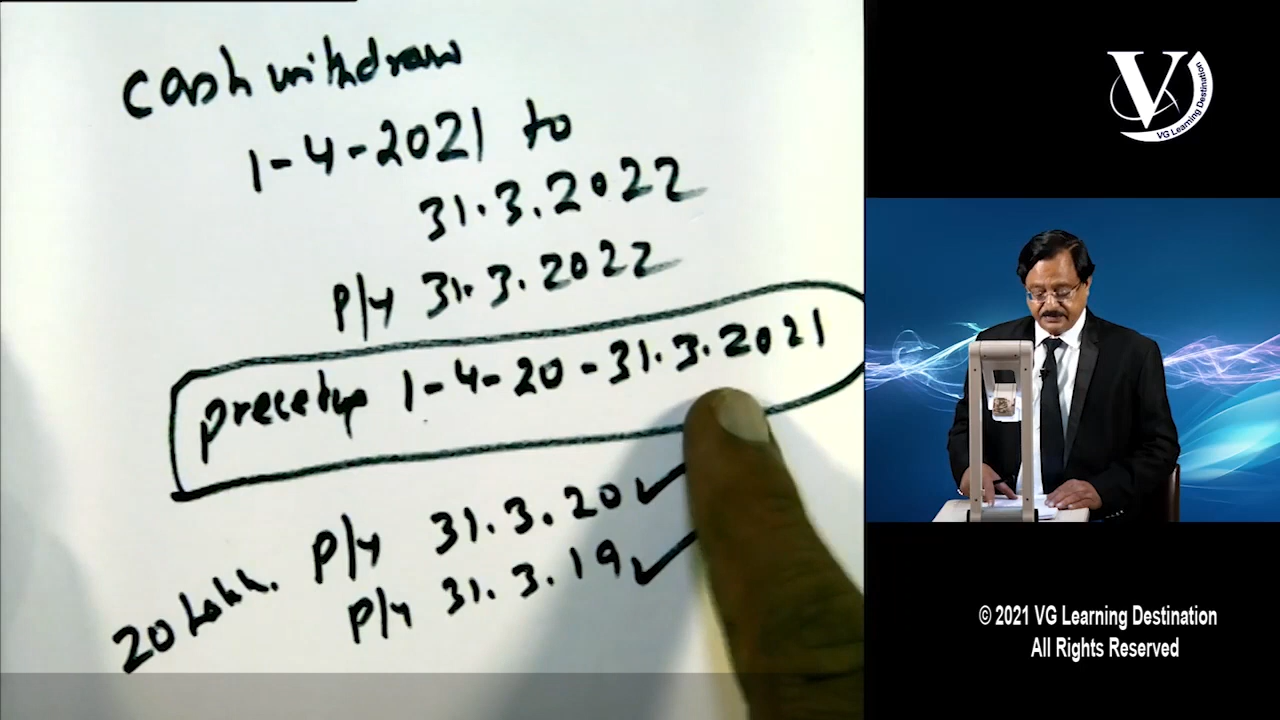 cash withdraw
1-4-2021 to
31.3.2022
P/y 31.3.2022
1-4-20 - 31.3.2021
P/y 31.3.20 ✓
P/y 31.3.19 ✓
20 lakh.
V
VG Learning Destination
© 2021 VG Learning Destination
All Rights Reserved